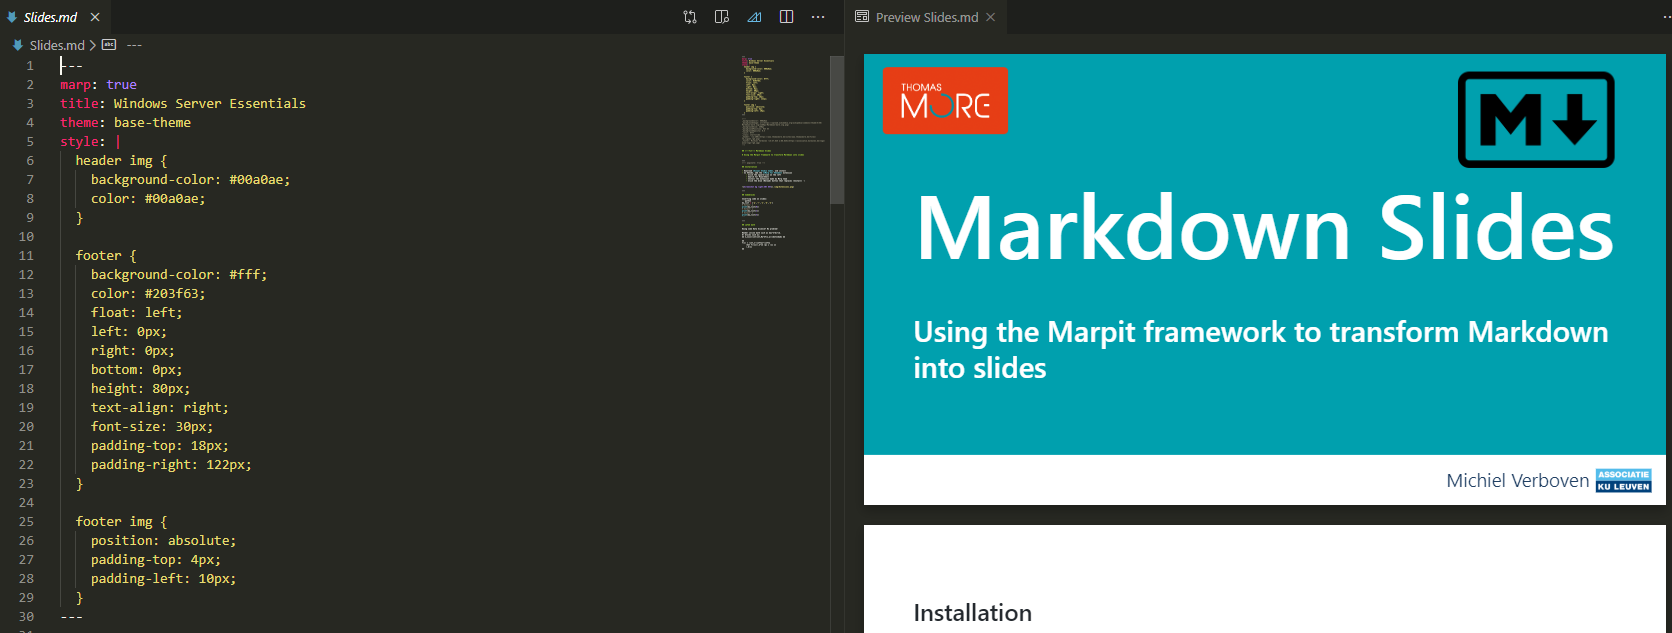 Slides.md
Slides.md > abc ---
1 ---
2 marp: true
3 title: Windows Server Essentials
4 theme: base-theme
5 style: |
6 header img {
7 background-color: #00a0ae;
8 color: #00a0ae;
9 }
10
11 footer {
12 background-color: #fff;
13 color: #203f63;
14 float: left;
15 left: 0px;
16 right: 0px;
17 bottom: 0px;
18 height: 80px;
19 text-align: right;
20 font-size: 30px;
21 padding-top: 18px;
22 padding-right: 122px;
23 }
24
25 footer img {
26 position: absolute;
27 padding-top: 4px;
28 padding-left: 10px;
29 }
30 ---
Preview Slides.md
THOMAS
MORE
M
Markdown Slides
Using the Marpit framework to transform Markdown
into slides
Michiel Verboven
ASSOCIATIE
KU LEUVEN
Installation